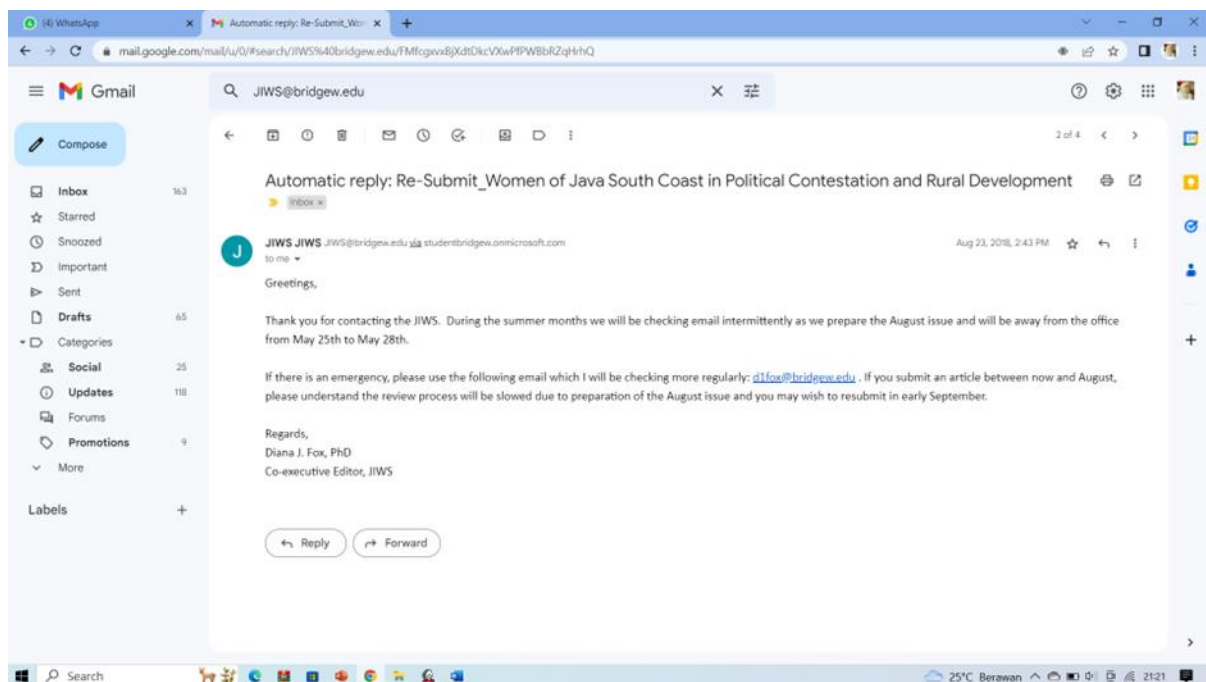 (4) WhatsApp
Automatic reply: Re-Submit_Wom
mail.google.com/mail/u/0/#search/JIWS%40bridgew.edu/
Gmail
JIWS@bridgew.edu
Compose
2 of 4
Inbox 163
Starred
Snoozed
Important
Sent
Drafts 65
Categories
Social 25
Updates 118
Forums
Promotions 9
More
Labels
Automatic reply: Re-Submit_Women of Java South Coast in Political Contestation and Rural Development
Inbox x
J
JIWS JIWS JIWS@bridgew.edu via studentbridgew.onmicrosoft.com
Aug 23, 2018, 2:43 PM
to me
Greetings,
Thank you for contacting the JIWS. During the summer months we will be checking email intermittently as we prepare the August issue and will be away from the office
from May 25th to May 28th.
If there is an emergency, please use the following email which I will be checking more regularly: d1fox@bridgew.edu . If you submit an article between now and August,
please understand the review process will be slowed due to preparation of the August issue and you may wish to resubmit in early September.
Regards,
Diana J. Fox, PhD
Co-executive Editor, JIWS
Reply
Forward
Search
25°C Berawan
21:21